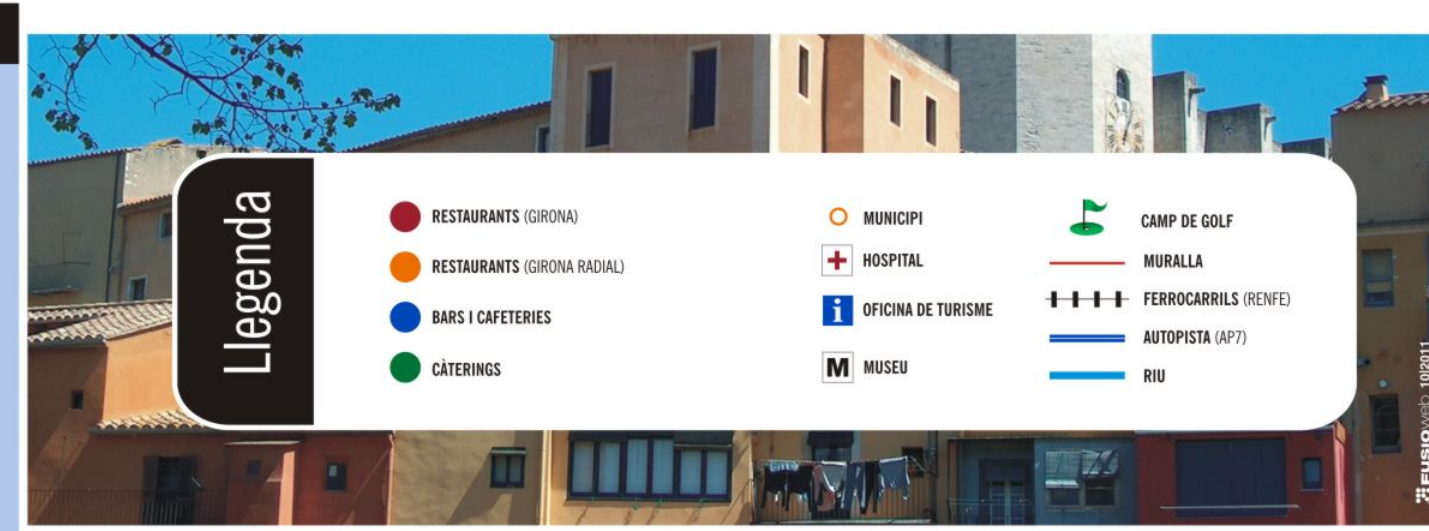 Llegenda
RESTAURANTS (GIRONA)
RESTAURANTS (GIRONA RADIAL)
BARS I CAFETERIES
CÀTERINGS
MUNICIPI
HOSPITAL
i OFICINA DE TURISME
M MUSEU
CAMP DE GOLF
MURALLA
FERROCARRILS (RENFE)
AUTOPISTA (AP7)
RIU
FUSIOweb 10|2011